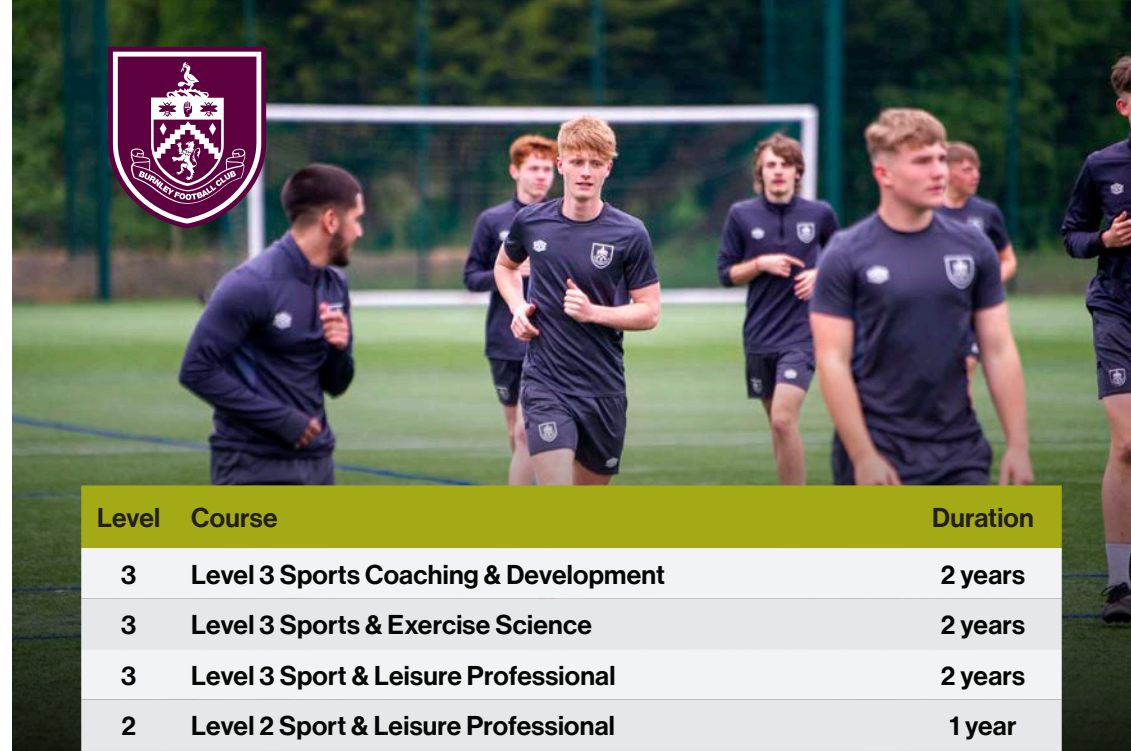 BURNLEY FOOTBALL CLUB
Level Course Duration
3 Level 3 Sports Coaching & Development 2 years
3 Level 3 Sports & Exercise Science 2 years
3 Level 3 Sport & Leisure Professional 2 years
2 Level 2 Sport & Leisure Professional 1 year